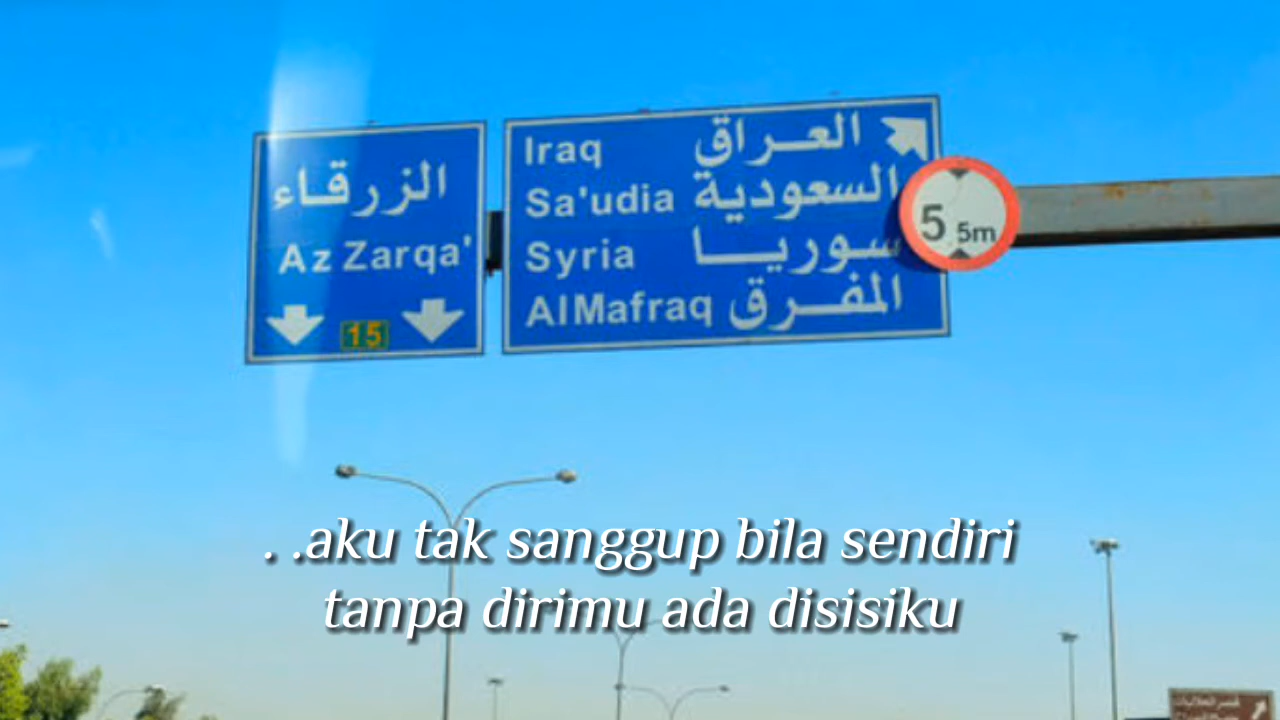 الزرقاء
Az Zarqa'
15
Iraq العراق
Sa'udia السعودية
Syria سوريا
AlMafraq المفرق
5 5m
. .aku tak sanggup bila sendiri
tanpa dirimu ada disisiku